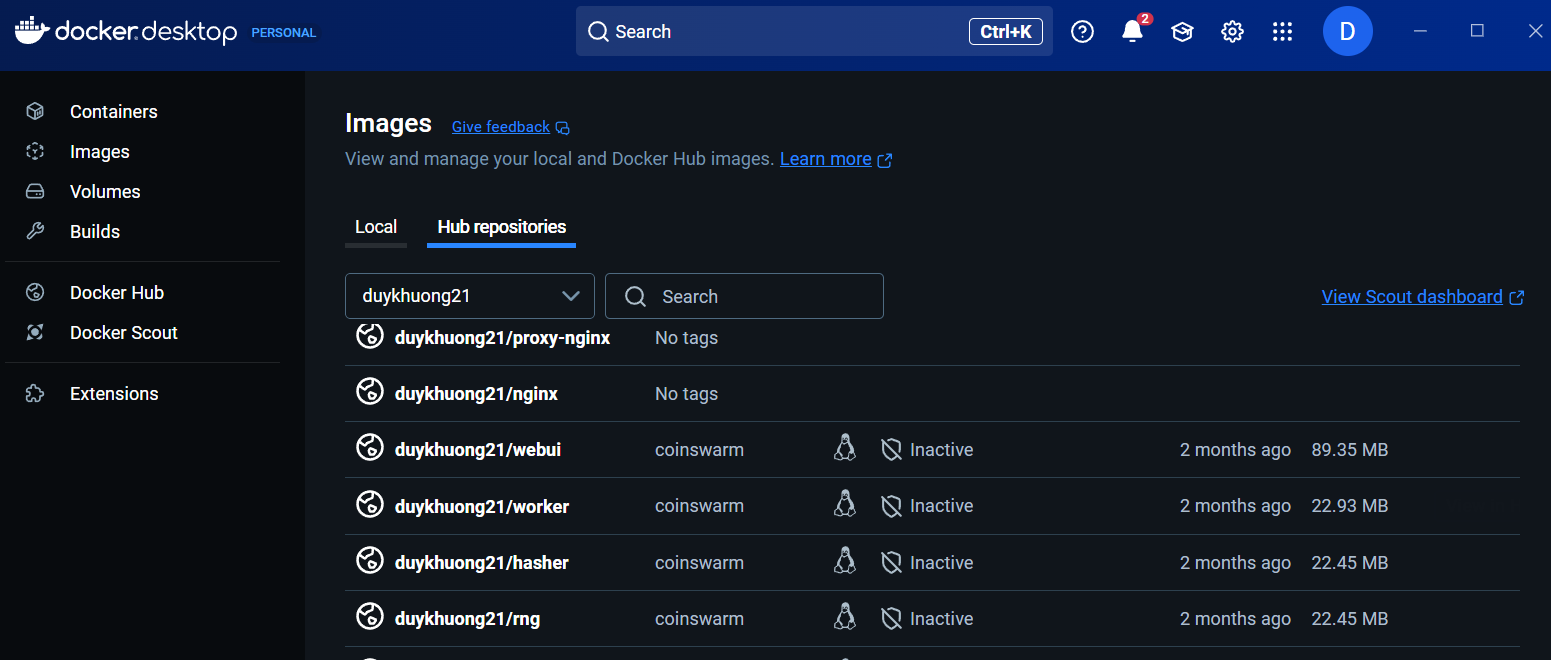 docker.desktop PERSONAL Search Ctrl+K 2 D
Containers
Images
Volumes
Builds
Docker Hub
Docker Scout
Extensions
Images Give feedback
View and manage your local and Docker Hub images. Learn more
Local Hub repositories
duykhuong21 Search View Scout dashboard
duykhuong21/proxy-nginx No tags
duykhuong21/nginx No tags
duykhuong21/webui coinswarm Inactive 2 months ago 89.35 MB
duykhuong21/worker coinswarm Inactive 2 months ago 22.93 MB
duykhuong21/hasher coinswarm Inactive 2 months ago 22.45 MB
duykhuong21/rng coinswarm Inactive 2 months ago 22.45 MB